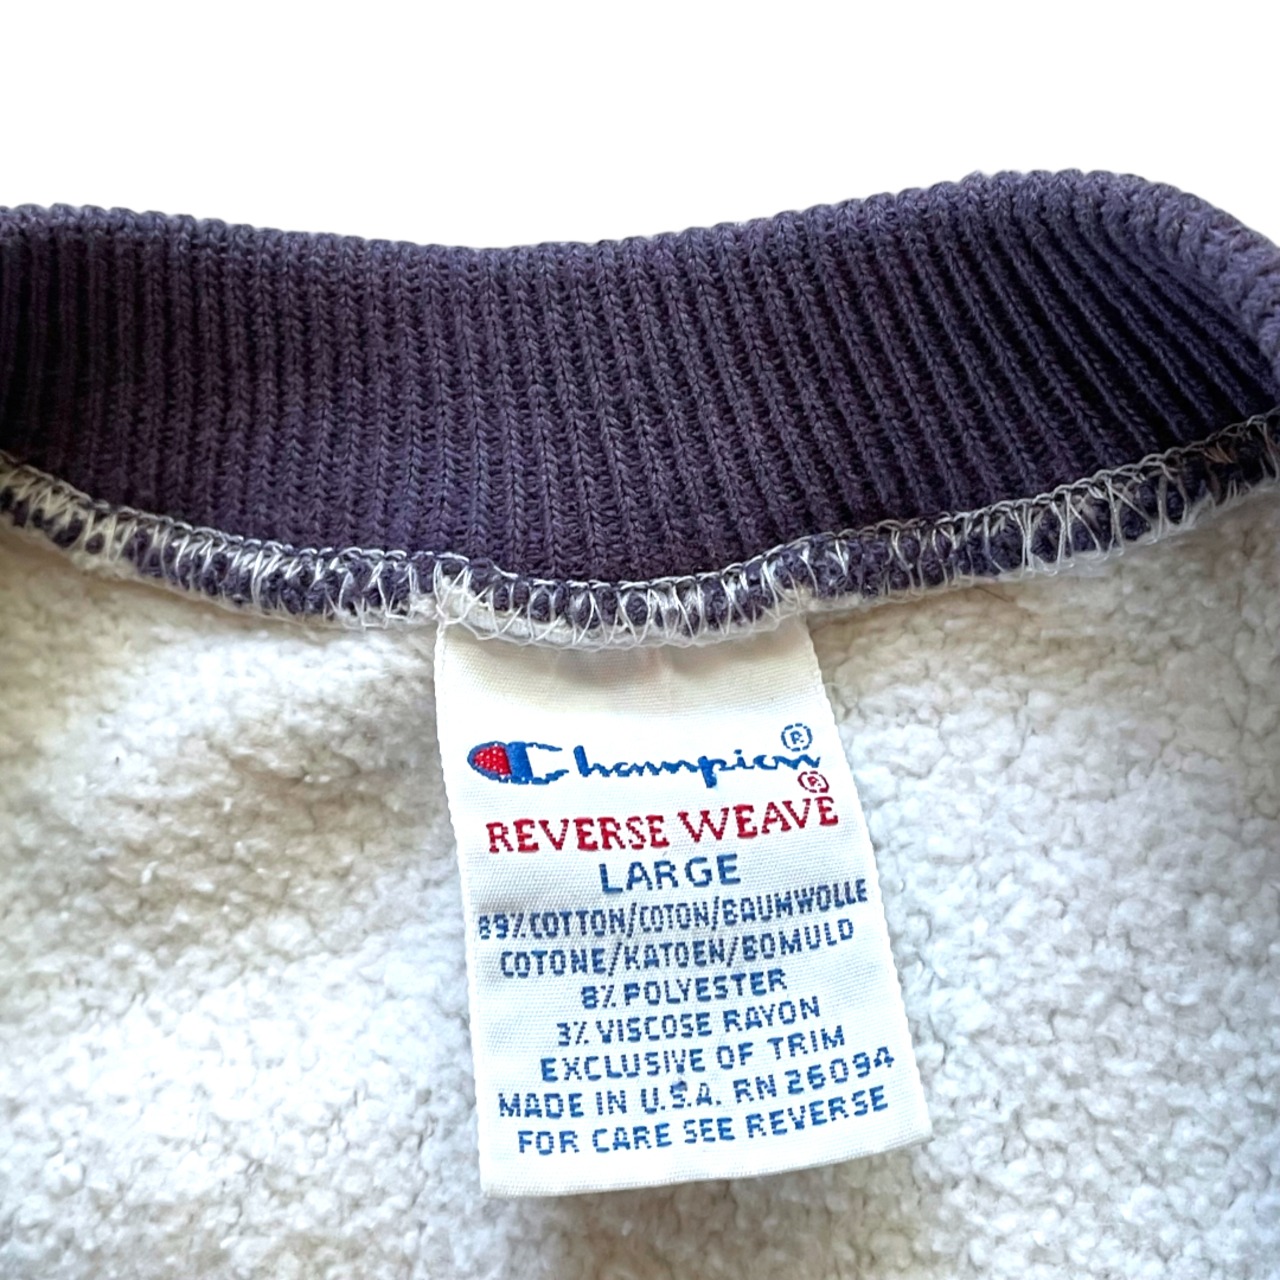 Champion®
REVERSE WEAVE®
LARGE
89% COTTON/COTON/BAUMWOLLE
COTONE/KATOEN/BOMULD
8% POLYESTER
3% VISCOSE RAYON
EXCLUSIVE OF TRIM
MADE IN U.S.A. RN 26094
FOR CARE SEE REVERSE